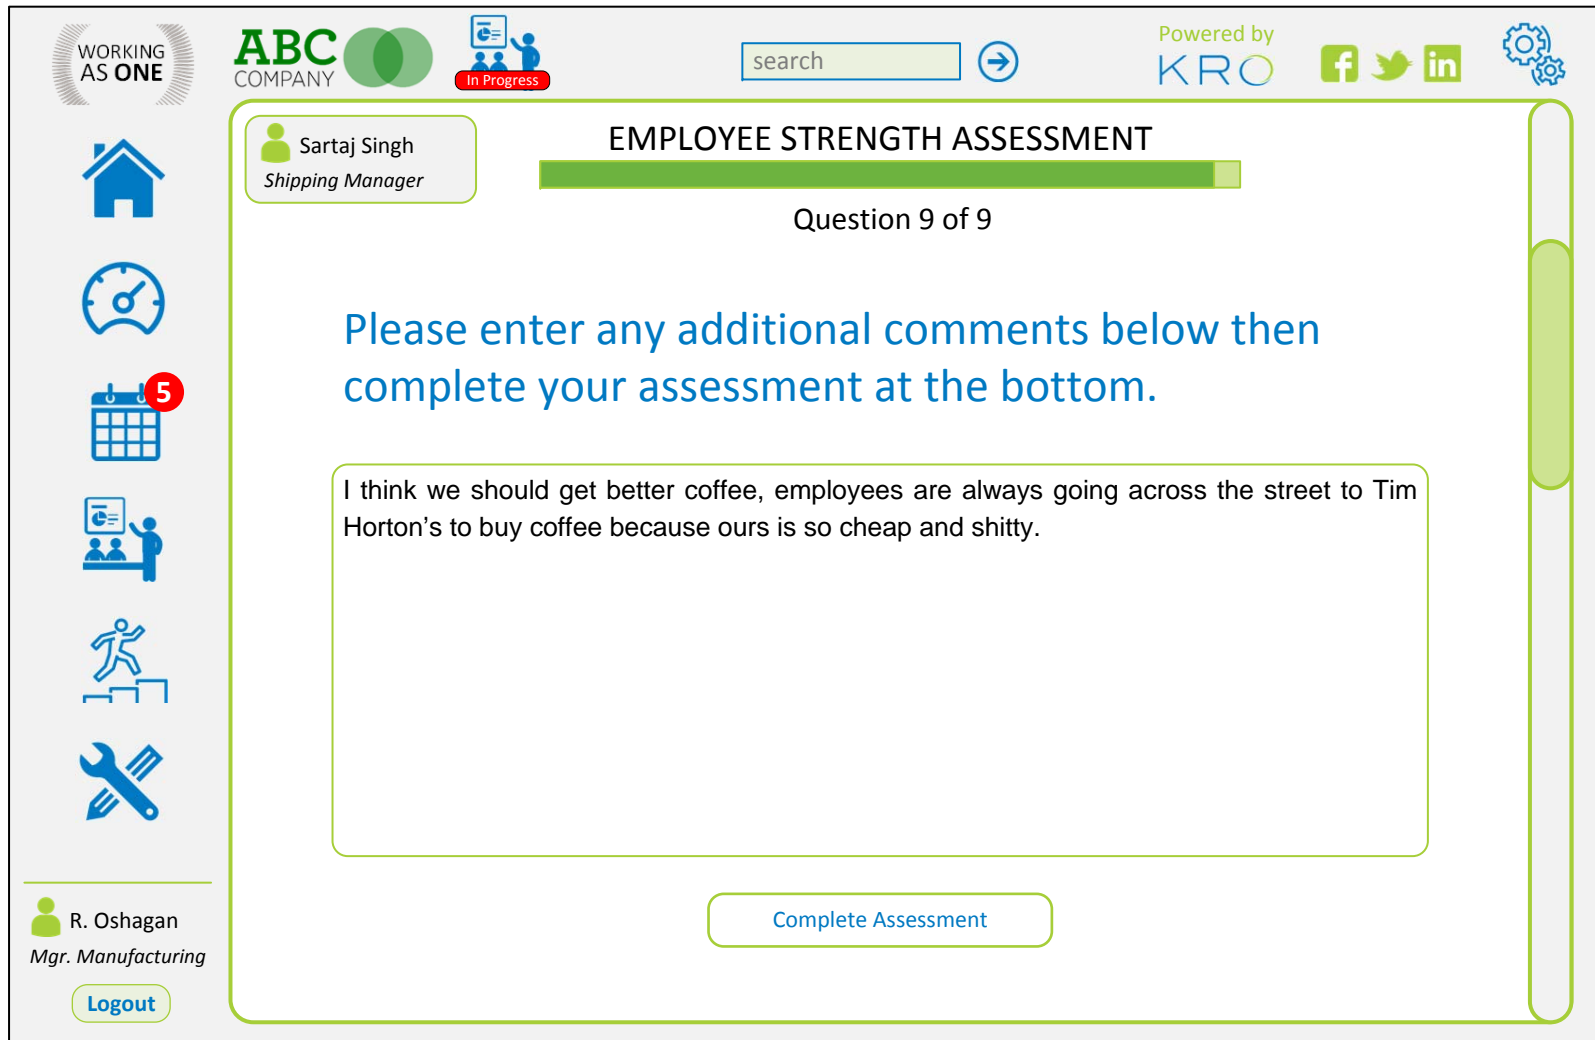 WORKING
AS ONE
ABC
COMPANY
In Progress
search
Powered by
KRO
f
in
Sartaj Singh
Shipping Manager
EMPLOYEE STRENGTH ASSESSMENT
Question 9 of 9
5
Please enter any additional comments below then
complete your assessment at the bottom.
I think we should get better coffee, employees are always going across the street to Tim
Horton’s to buy coffee because ours is so cheap and shitty.
Complete Assessment
R. Oshagan
Mgr. Manufacturing
Logout